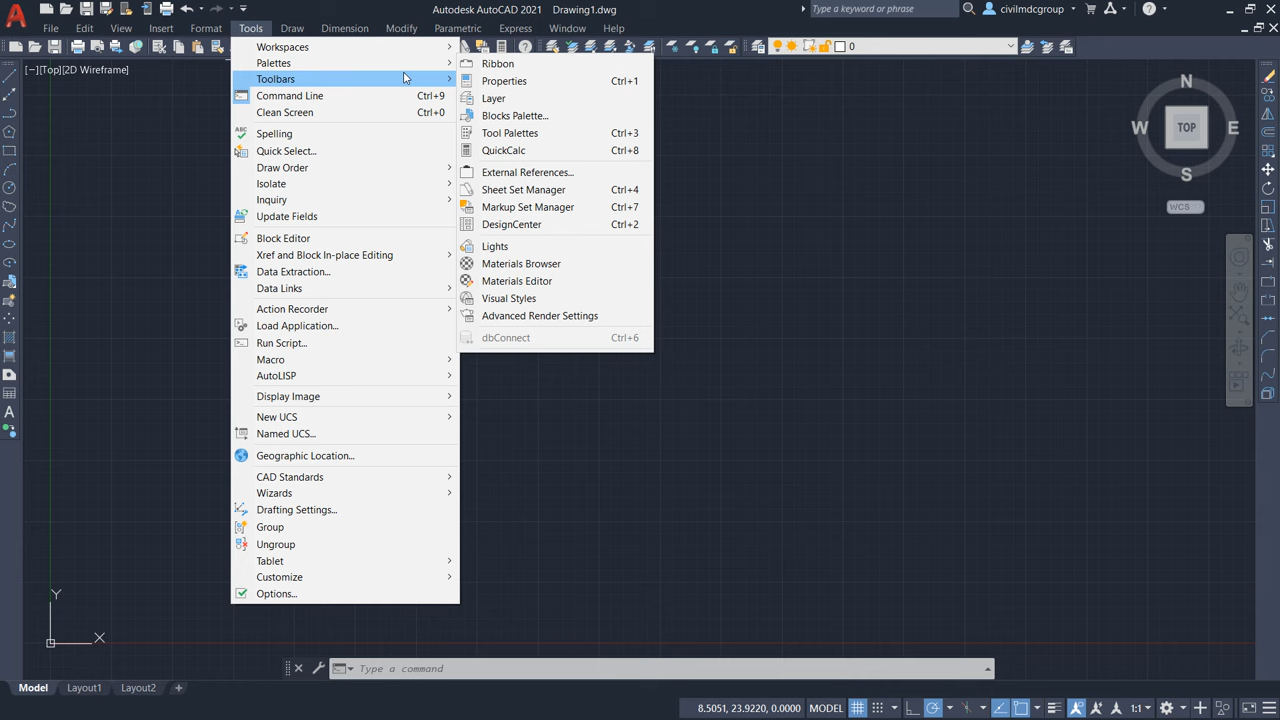 Autodesk AutoCAD 2021 Drawing1.dwg
Type a keyword or phrase
civilmdcgroup
File Edit View Insert Format Tools Draw Dimension Modify Parametric Express Window Help
0
[-][Top][2D Wireframe]
Workspaces
Palettes
Toolbars
Command Line Ctrl+9
Clean Screen Ctrl+0
ABC Spelling
Quick Select...
Draw Order
Isolate
Inquiry
Update Fields
Block Editor
Xref and Block In-place Editing
Data Extraction...
Data Links
Action Recorder
Load Application...
Run Script...
Macro
AutoLISP
Display Image
New UCS
Named UCS...
Geographic Location...
CAD Standards
Wizards
Drafting Settings...
Group
Ungroup
Tablet
Customize
Options...
Ribbon
Properties Ctrl+1
Layer
Blocks Palette...
Tool Palettes Ctrl+3
QuickCalc Ctrl+8
External References...
Sheet Set Manager Ctrl+4
Markup Set Manager Ctrl+7
DesignCenter Ctrl+2
Lights
Materials Browser
Materials Editor
Visual Styles
Advanced Render Settings
dbConnect Ctrl+6
N
W TOP E
S
WCS
A
Y
X
Type a command
Model Layout1 Layout2 +
8.5051, 23.9220, 0.0000 MODEL 1:1